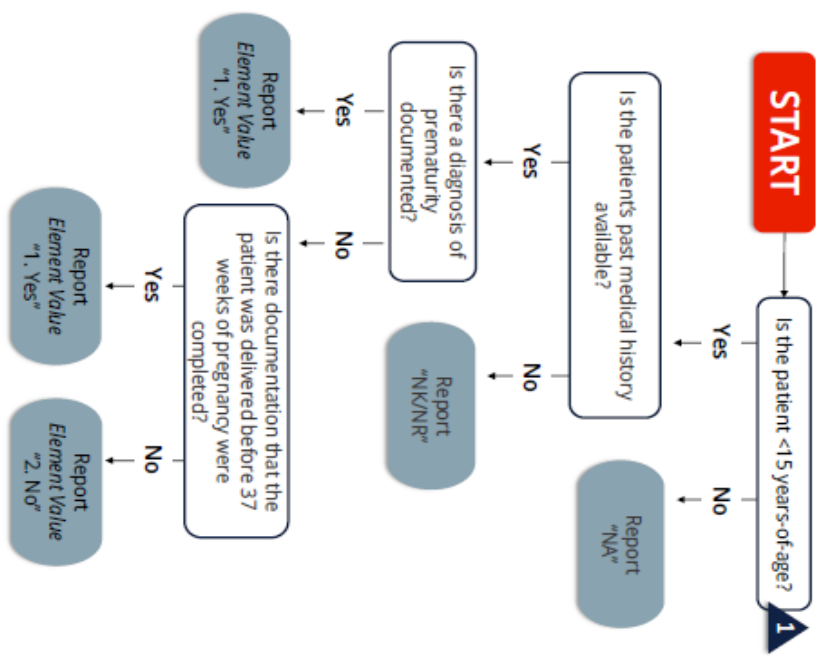 START
Is the patient <15 years-of-age?
1
Yes
No
Is the patient's past medical history
available?
Report
"NA"
Yes
No
Is there a diagnosis of
prematurity
documented?
Report
"NK/NR"
Yes
No
Report
Element Value
"1. Yes"
Is there documentation that the
patient was delivered before 37
weeks of pregnancy were
completed?
Yes
No
Report
Element Value
"1. Yes"
Report
Element Value
"2. No"